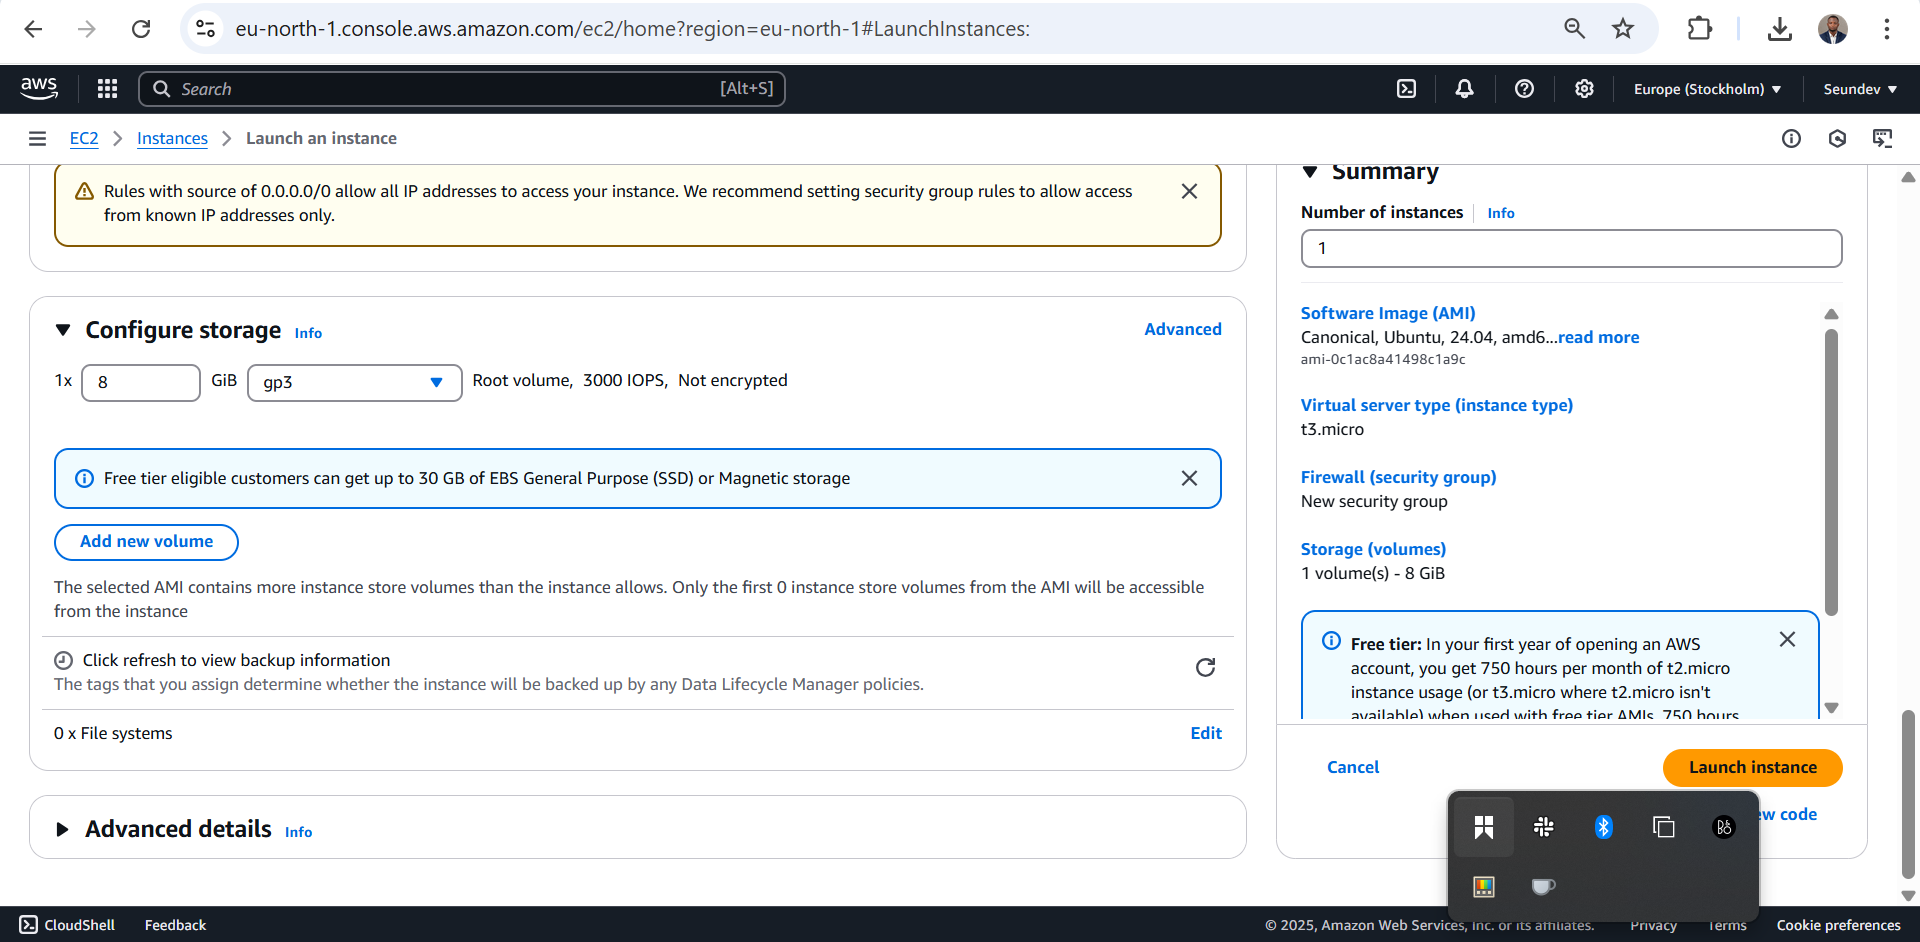 eu-north-1.console.aws.amazon.com/ec2/home?region=eu-north-1#LaunchInstances:
aws
Search
[Alt+S]
Europe (Stockholm)
Seundev
EC2
Instances
Launch an instance
Rules with source of 0.0.0.0/0 allow all IP addresses to access your instance. We recommend setting security group rules to allow access
from known IP addresses only.
Configure storage
Info
Advanced
1x
8
GiB
gp3
Root volume, 3000 IOPS, Not encrypted
Free tier eligible customers can get up to 30 GB of EBS General Purpose (SSD) or Magnetic storage
Add new volume
The selected AMI contains more instance store volumes than the instance allows. Only the first 0 instance store volumes from the AMI will be accessible
from the instance
Click refresh to view backup information
The tags that you assign determine whether the instance will be backed up by any Data Lifecycle Manager policies.
0 x File systems
Edit
Advanced details
Info
Summary
Number of instances
Info
1
Software Image (AMI)
Canonical, Ubuntu, 24.04, amd6...read more
ami-0c1ac8a41498c1a9c
Virtual server type (instance type)
t3.micro
Firewall (security group)
New security group
Storage (volumes)
1 volume(s) - 8 GiB
Free tier: In your first year of opening an AWS
account, you get 750 hours per month of t2.micro
instance usage (or t3.micro where t2.micro isn't
available) when used with free tier AMIs, 750 hours
Cancel
Launch instance
ew code
CloudShell
Feedback
© 2025, Amazon Web Services, Inc. or its affiliates.
Privacy
Terms
Cookie preferences